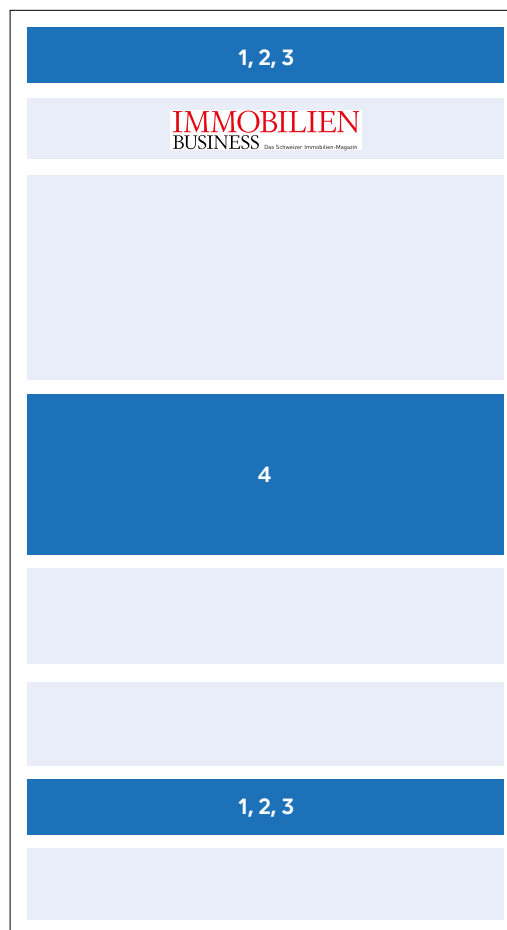 1, 2, 3
IMMOBILIEN
BUSINESS Das Schweizer Immobilien-Magazin
4
1, 2, 3